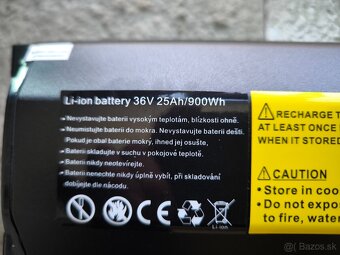 Li-ion battery 36V 25Ah/900Wh
• Nevystavujte baterii vysokým teplotám, blízkosti ohně.
• Neumisťujte baterii do mokra. Nevystavujte baterii dešti.
Pokud je obal baterie mokrý, ihned jej osušte,
• Baterii skladujte v suchu v pokojové teplotě.
• Baterii nikdy neotevírejte.
• Baterii nenechte nikdy úplně vybít, při skladování
dobijte dle návodu.
Li-ion
RECHARGE T
AT LEAST ONCE
WHEN IT STORED
CAUTION
• Store in coo
• Do not expo
to fire, water
bazos.sk